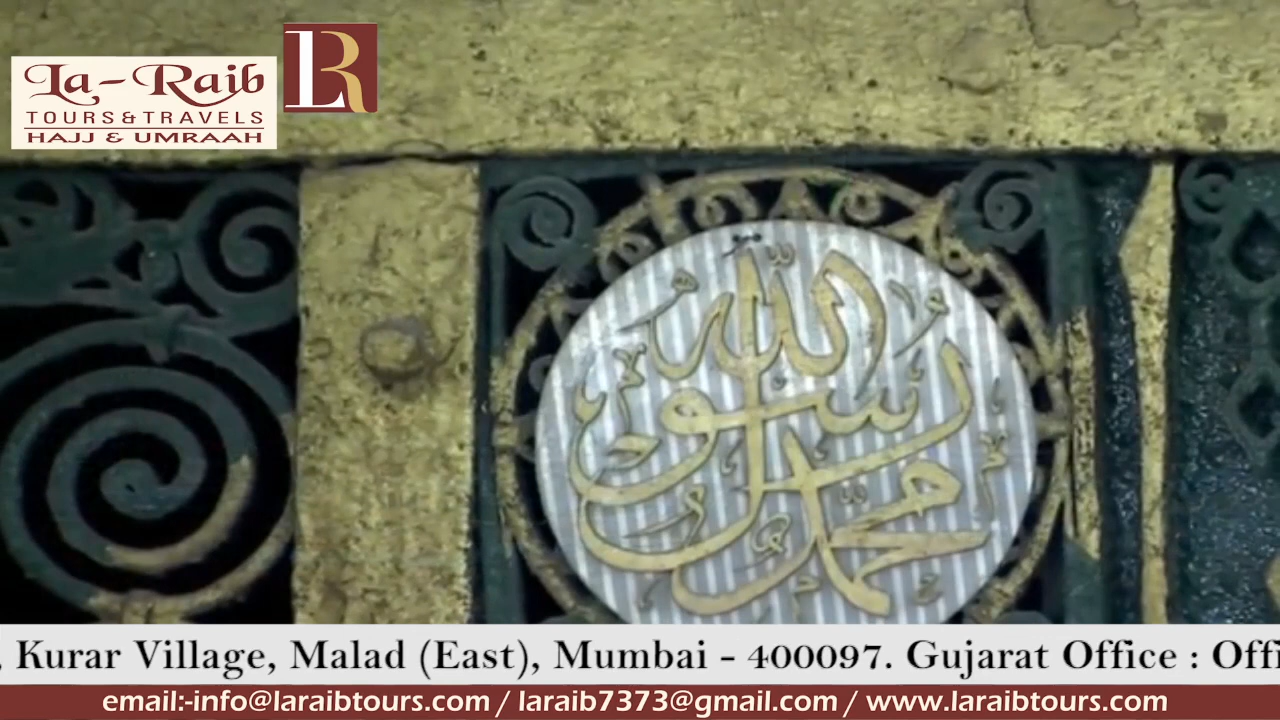 La-Raib
LR
TOURS & TRAVELS
HAJJ & UMRAAH
الله
رسول
محمد
, Kurar Village, Malad (East), Mumbai - 400097. Gujarat Office : Offi
email:-info@laraibtours.com / laraib7373@gmail.com / www.laraibtours.com